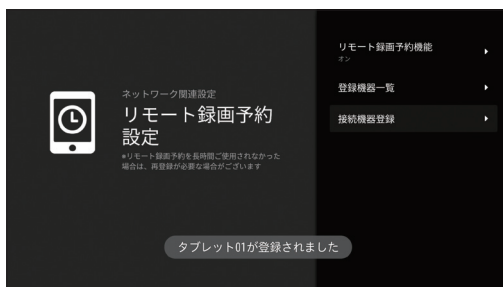 ネットワーク関連設定
リモート録画予約
設定
※リモート録画予約を長時間ご使用されなかった
場合は、再登録が必要な場合がございます
リモート録画予約機能
オン
登録機器一覧
接続機器登録
タブレット01が登録されました